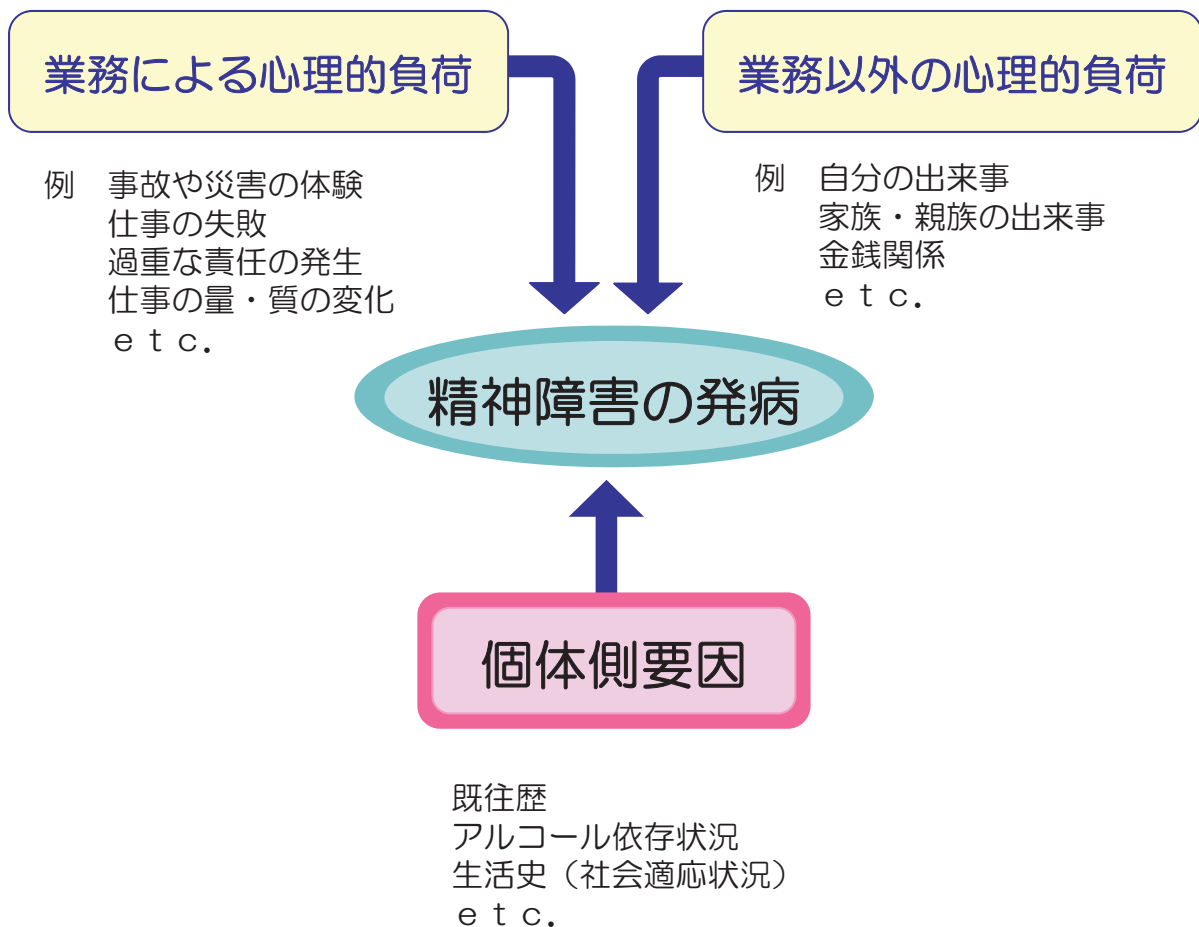 業務による心理的負荷
例　事故や災害の体験
仕事の失敗
過重な責任の発生
仕事の量・質の変化
ｅｔｃ．
業務以外の心理的負荷
例　自分の出来事
家族・親族の出来事
金銭関係
ｅｔｃ．
精神障害の発病
個体側要因
既往歴
アルコール依存状況
生活史（社会適応状況）
ｅｔｃ．